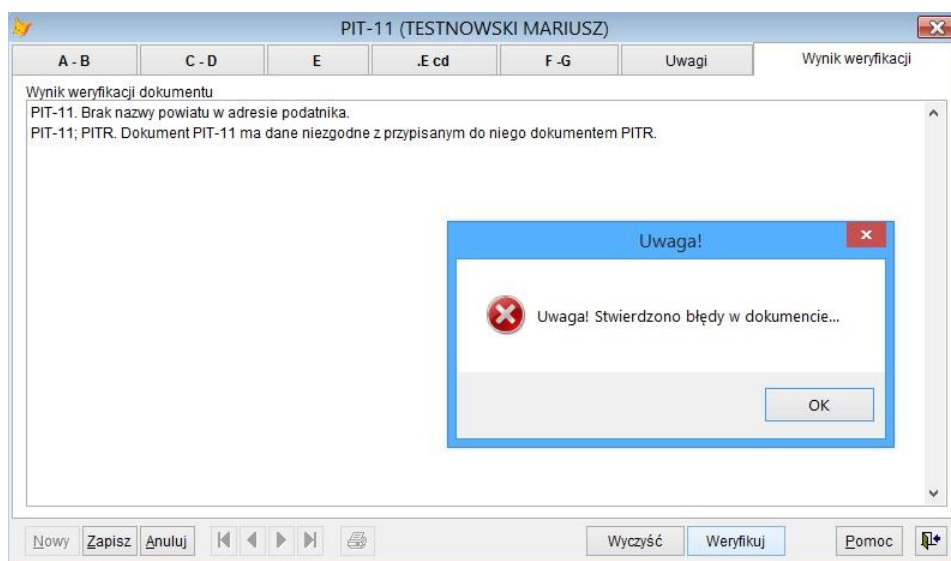 PIT-11 (TESTNOWSKI MARIUSZ)
A - B
C - D
E
.E cd
F -G
Uwagi
Wynik weryfikacji
Wynik weryfikacji dokumentu
PIT-11. Brak nazwy powiatu w adresie podatnika.
PIT-11; PITR. Dokument PIT-11 ma dane niezgodne z przypisanym do niego dokumentem PITR.
Uwaga!
Uwaga! Stwierdzono błędy w dokumencie...
OK
Nowy
Zapisz
Anuluj
Wyczyść
Weryfikuj
Pomoc